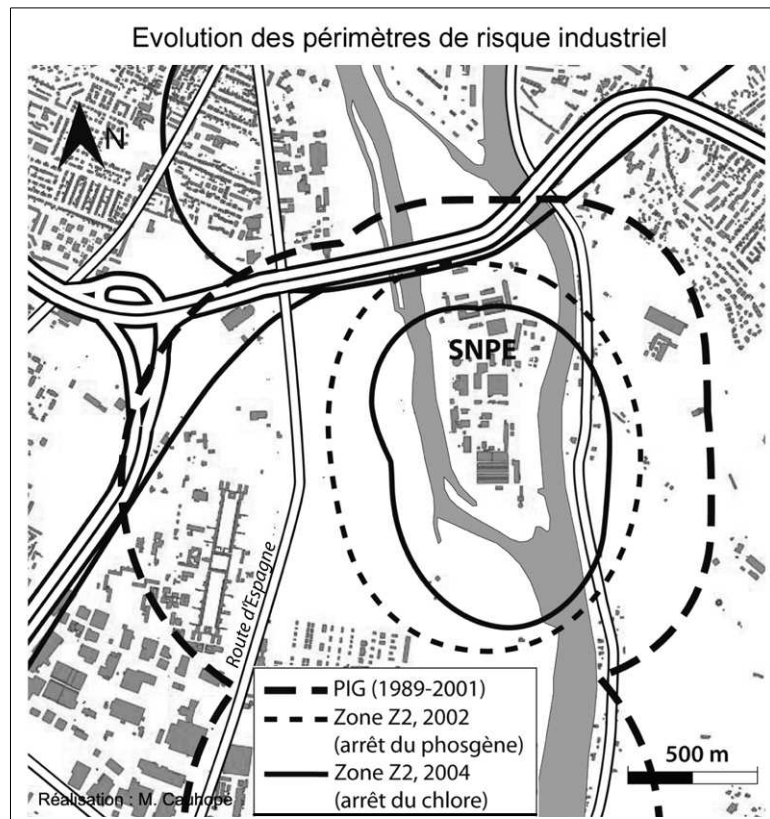 Evolution des périmètres de risque industriel
N
SNPE
Route d'Espagne
PIG (1989-2001)
Zone Z2, 2002
(arrêt du phosgène)
Zone Z2, 2004
(arrêt du chlore)
500 m
Réalisation : M. Cauhopé